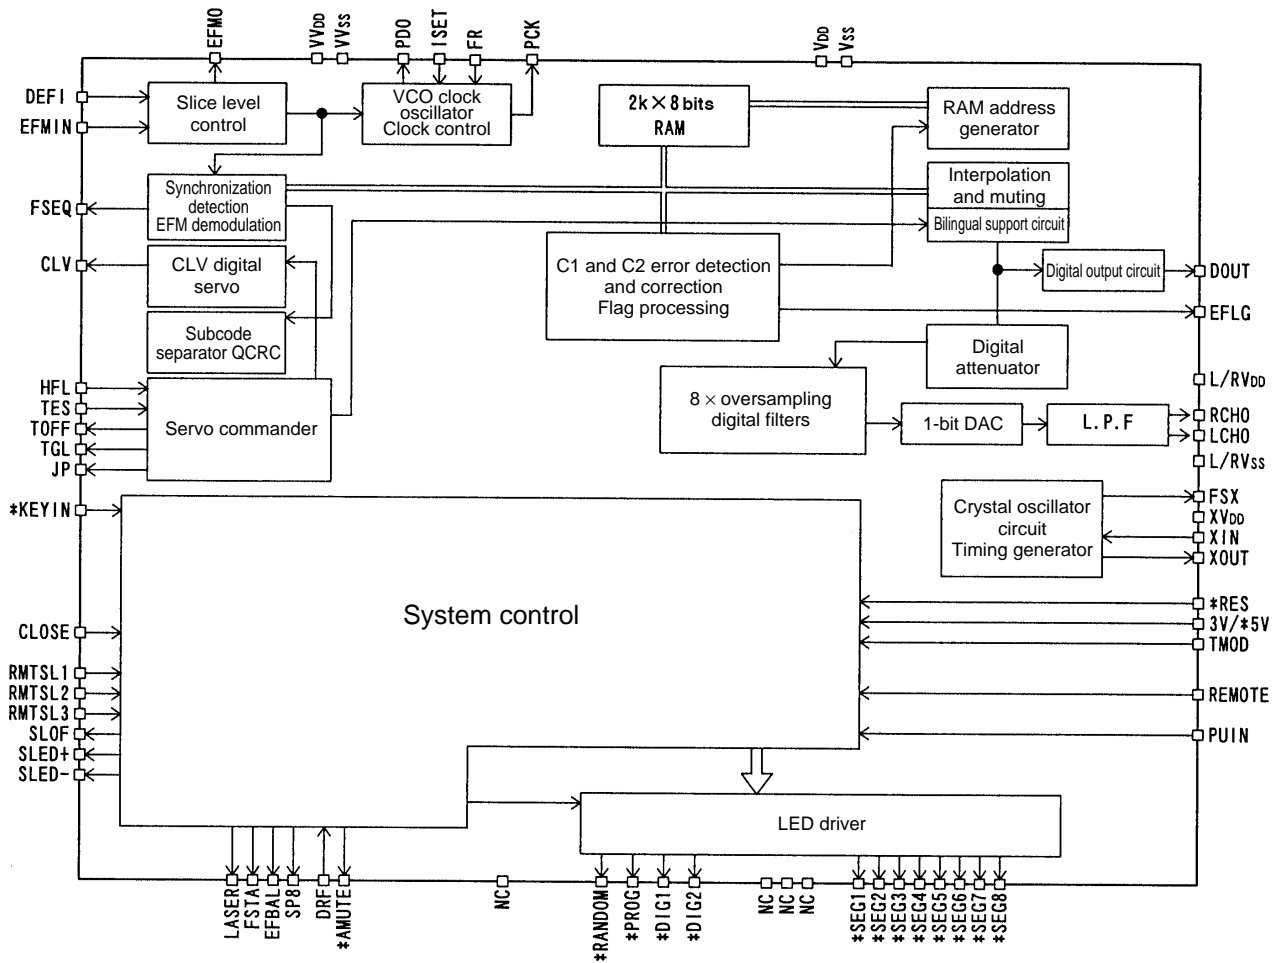 EFMO
VVDD
VVSS
PDO
ISET
FR
PCK
VDD
VSS
DEFI
EFMIN
FSEQ
CLV
HFL
TES
TOFF
TGL
JP
*KEYIN
CLOSE
RMTSL1
RMTSL2
RMTSL3
SLOF
SLED+
SLED-
Slice level
control
VCO clock
oscillator
Clock control
2k × 8 bits
RAM
RAM address
generator
Synchronization
detection
EFM demodulation
Interpolation
and muting
Bilingual support circuit
CLV digital
servo
C1 and C2 error detection
and correction
Flag processing
Digital output circuit
Subcode
separator QCRC
Digital
attenuator
Servo commander
8 × oversampling
digital filters
1-bit DAC
L.P.F
Crystal oscillator
circuit
Timing generator
System control
LED driver
DOUT
EFLG
L/RVDD
RCHO
LCHO
L/RVSS
FSX
XVDD
XIN
XOUT
*RES
3V/*5V
TMOD
REMOTE
PUIN
LASER
FSTA
EFBAL
SP8
DRF
*AMUTE
NC
*RANDOM
*PROG
*DIG1
*DIG2
NC
NC
NC
*SEG1
*SEG2
*SEG3
*SEG4
*SEG5
*SEG6
*SEG7
*SEG8